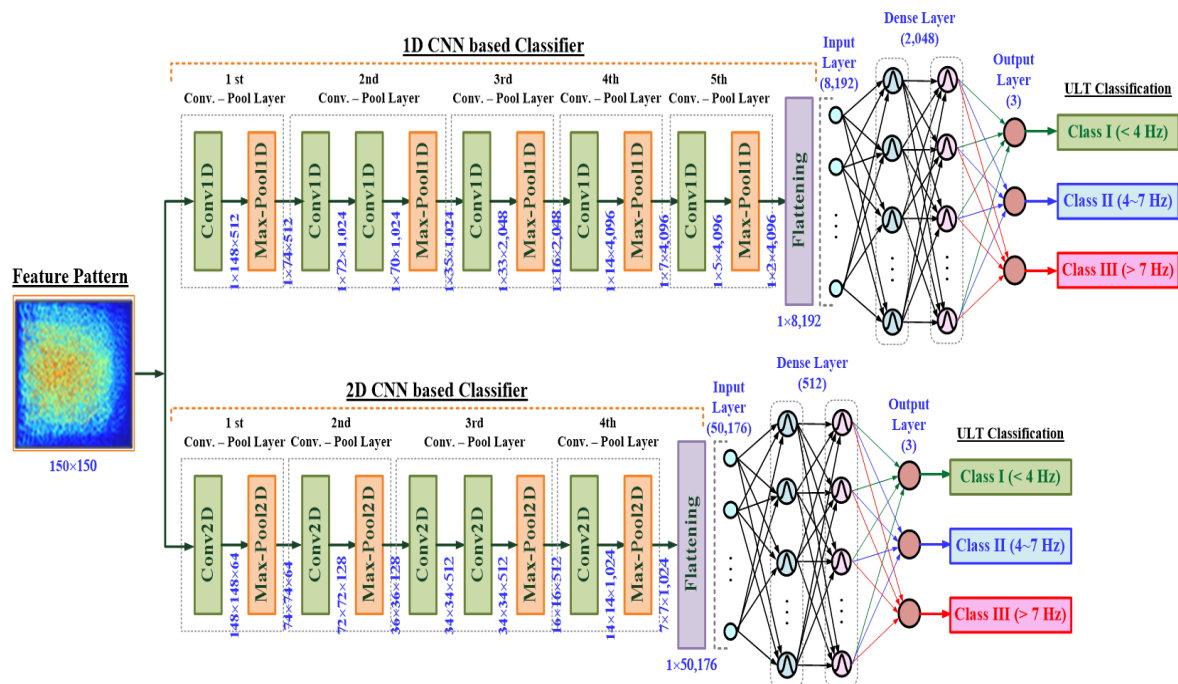 1D CNN based Classifier
1 st
Conv. – Pool Layer
2nd
Conv. – Pool Layer
3rd
Conv. – Pool Layer
4th
Conv. – Pool Layer
5th
Conv. – Pool Layer
Conv1D
1×148×512
Max-Pool1D
1×74×512
Conv1D
1×72×1,024
Conv1D
1×70×1,024
Max-Pool1D
1×35×1,024
Conv1D
1×33×2,048
Max-Pool1D
1×16×2,048
Conv1D
1×14×4,096
Max-Pool1D
1×7×4,096
Conv1D
1×5×4,096
Max-Pool1D
1×2×4,096
Flattening
1×8,192
Input
Layer
(8,192)
Dense Layer
(2,048)
Output
Layer
(3)
ULT Classification
Class I (< 4 Hz)
Class II (4~7 Hz)
Class III (> 7 Hz)
Feature Pattern
150×150
2D CNN based Classifier
1 st
Conv. – Pool Layer
2nd
Conv. – Pool Layer
3rd
Conv. – Pool Layer
4th
Conv. – Pool Layer
Conv2D
148×148×64
Max-Pool2D
74×74×64
Conv2D
72×72×128
Max-Pool2D
36×36×128
Conv2D
34×34×512
Conv2D
34×34×512
Max-Pool2D
16×16×512
Conv2D
14×14×1,024
Max-Pool2D
7×7×1,024
Flattening
1×50,176
Input
Layer
(50,176)
Dense Layer
(512)
Output
Layer
(3)
ULT Classification
Class I (< 4 Hz)
Class II (4~7 Hz)
Class III (> 7 Hz)